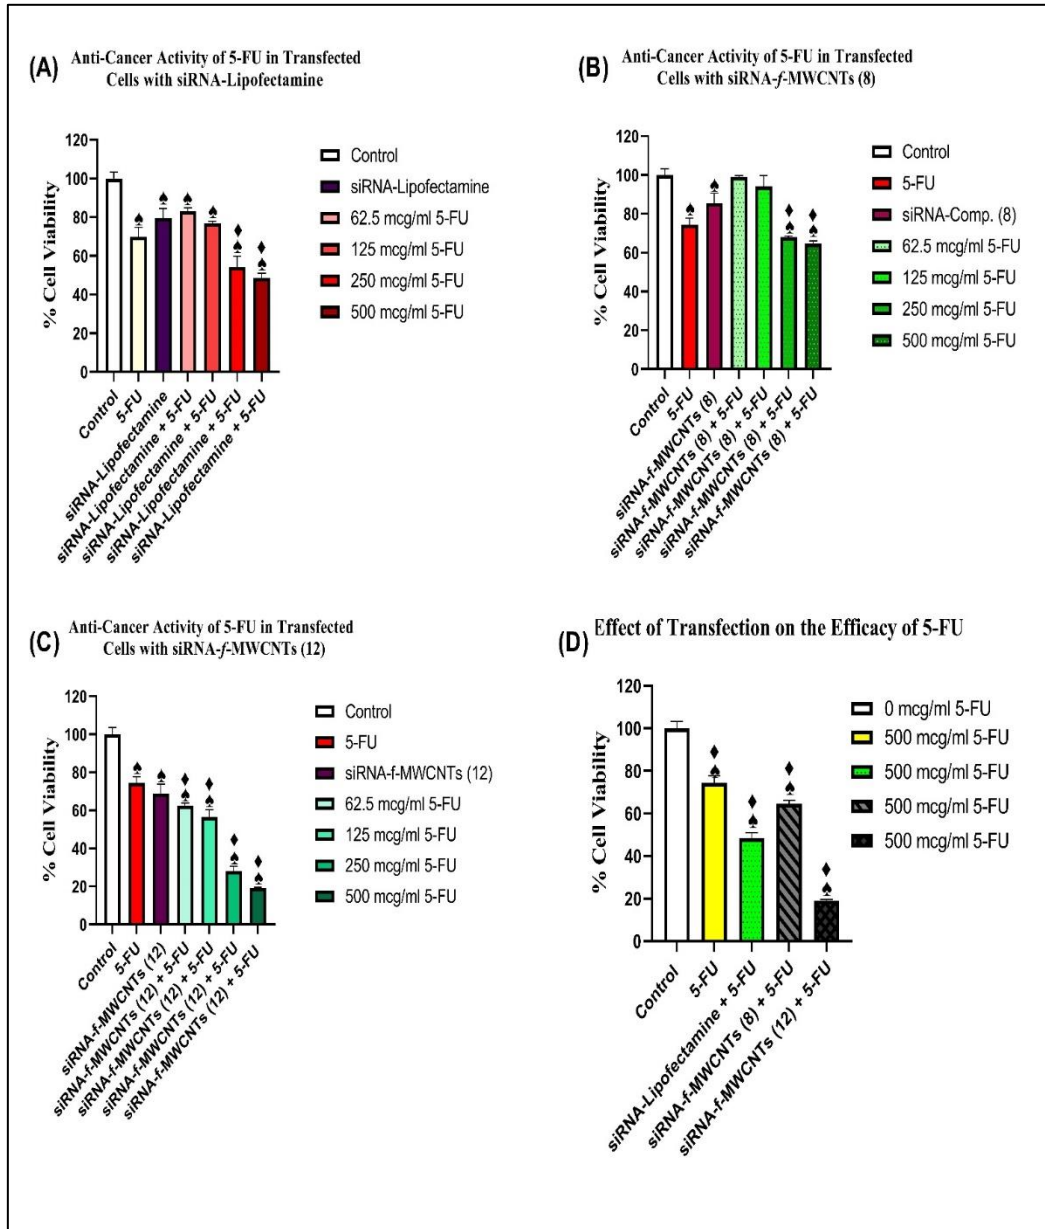 (A) Anti-Cancer Activity of 5-FU in Transfected
Cells with siRNA-Lipofectamine
% Cell Viability
120
100
80
60
40
20
0
Control
5-FU
siRNA-Lipofectamine
siRNA-Lipofectamine + 5-FU
siRNA-Lipofectamine + 5-FU
siRNA-Lipofectamine + 5-FU
siRNA-Lipofectamine + 5-FU
Control
siRNA-Lipofectamine
62.5 mcg/ml 5-FU
125 mcg/ml 5-FU
250 mcg/ml 5-FU
500 mcg/ml 5-FU
(B) Anti-Cancer Activity of 5-FU in Transfected
Cells with siRNA-f-MWCNTs (8)
% Cell Viability
120
100
80
60
40
20
0
Control
5-FU
siRNA-f-MWCNTs (8)
siRNA-f-MWCNTs (8) + 5-FU
siRNA-f-MWCNTs (8) + 5-FU
siRNA-f-MWCNTs (8) + 5-FU
siRNA-f-MWCNTs (8) + 5-FU
Control
5-FU
siRNA-Comp. (8)
62.5 mcg/ml 5-FU
125 mcg/ml 5-FU
250 mcg/ml 5-FU
500 mcg/ml 5-FU
(C) Anti-Cancer Activity of 5-FU in Transfected
Cells with siRNA-f-MWCNTs (12)
% Cell Viability
120
100
80
60
40
20
0
Control
5-FU
siRNA-f-MWCNTs (12)
siRNA-f-MWCNTs (12) + 5-FU
siRNA-f-MWCNTs (12) + 5-FU
siRNA-f-MWCNTs (12) + 5-FU
siRNA-f-MWCNTs (12) + 5-FU
Control
5-FU
siRNA-f-MWCNTs (12)
62.5 mcg/ml 5-FU
125 mcg/ml 5-FU
250 mcg/ml 5-FU
500 mcg/ml 5-FU
(D) Effect of Transfection on the Efficacy of 5-FU
% Cell Viability
120
100
80
60
40
20
0
Control
5-FU
siRNA-Lipofectamine + 5-FU
siRNA-f-MWCNTs (8) + 5-FU
siRNA-f-MWCNTs (12) + 5-FU
0 mcg/ml 5-FU
500 mcg/ml 5-FU
500 mcg/ml 5-FU
500 mcg/ml 5-FU
500 mcg/ml 5-FU